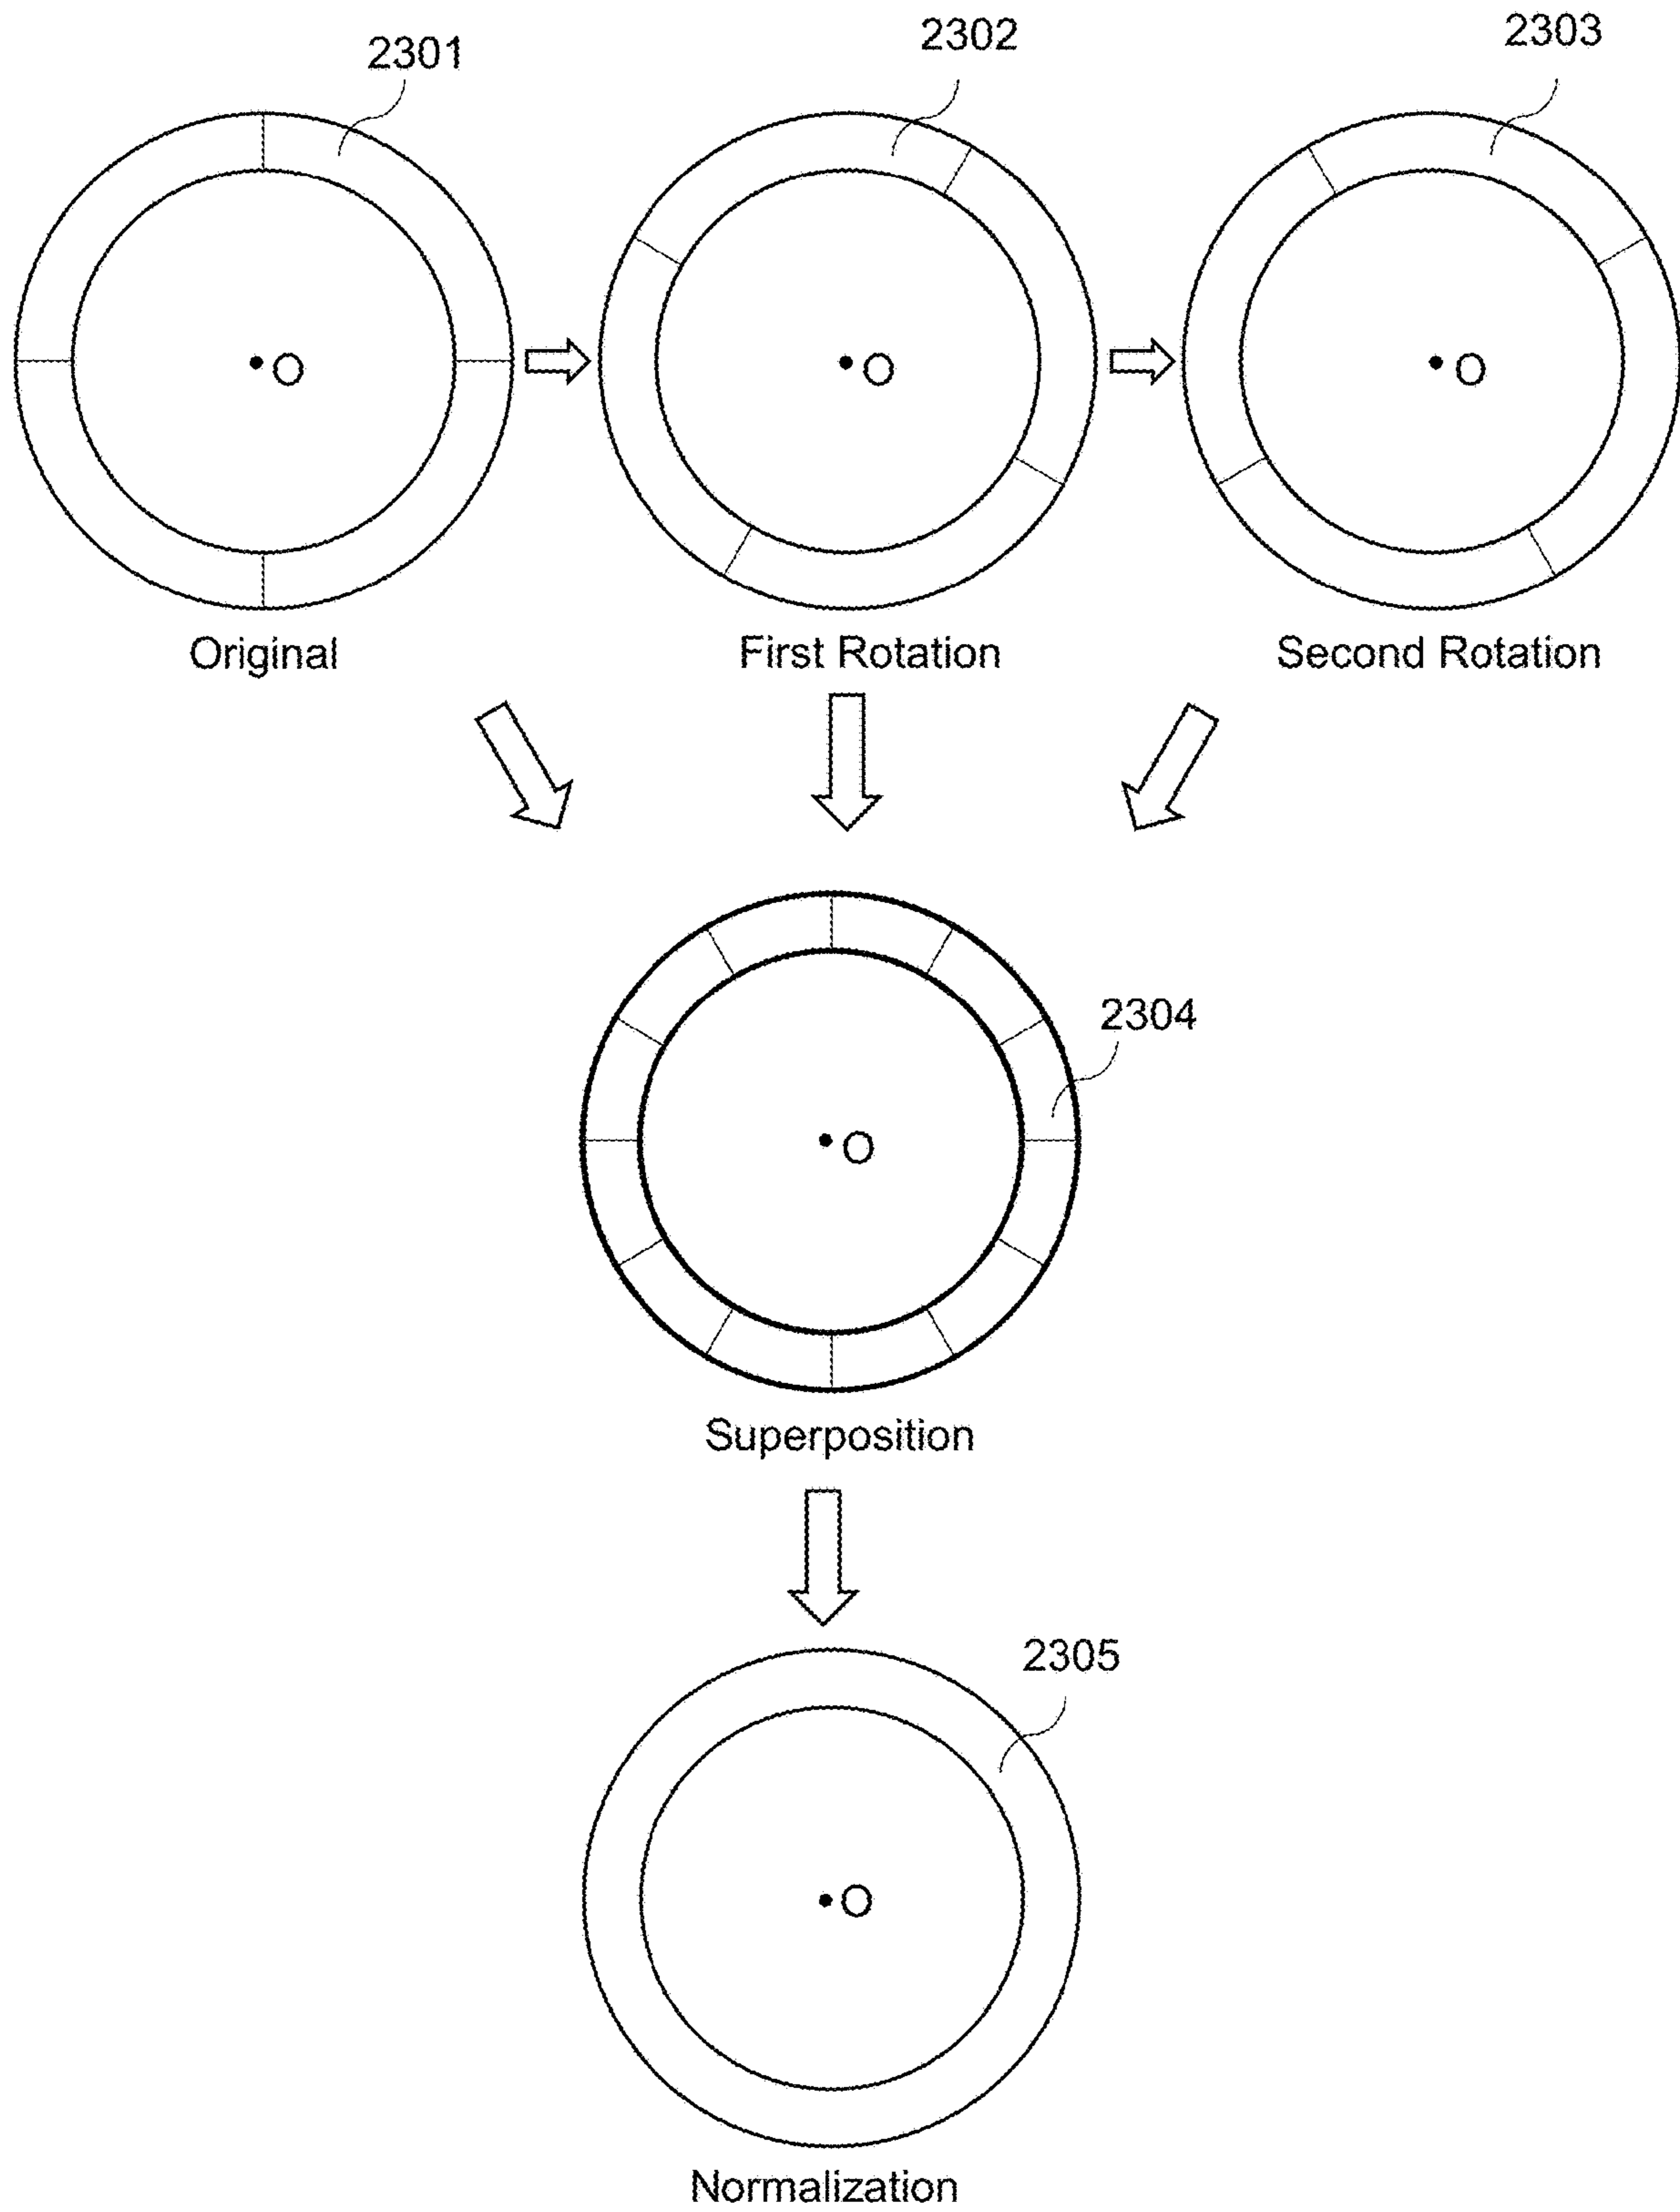 2301
2302
2303
O
O
O
Original
First Rotation
Second Rotation
2304
O
Superposition
2305
O
Normalization